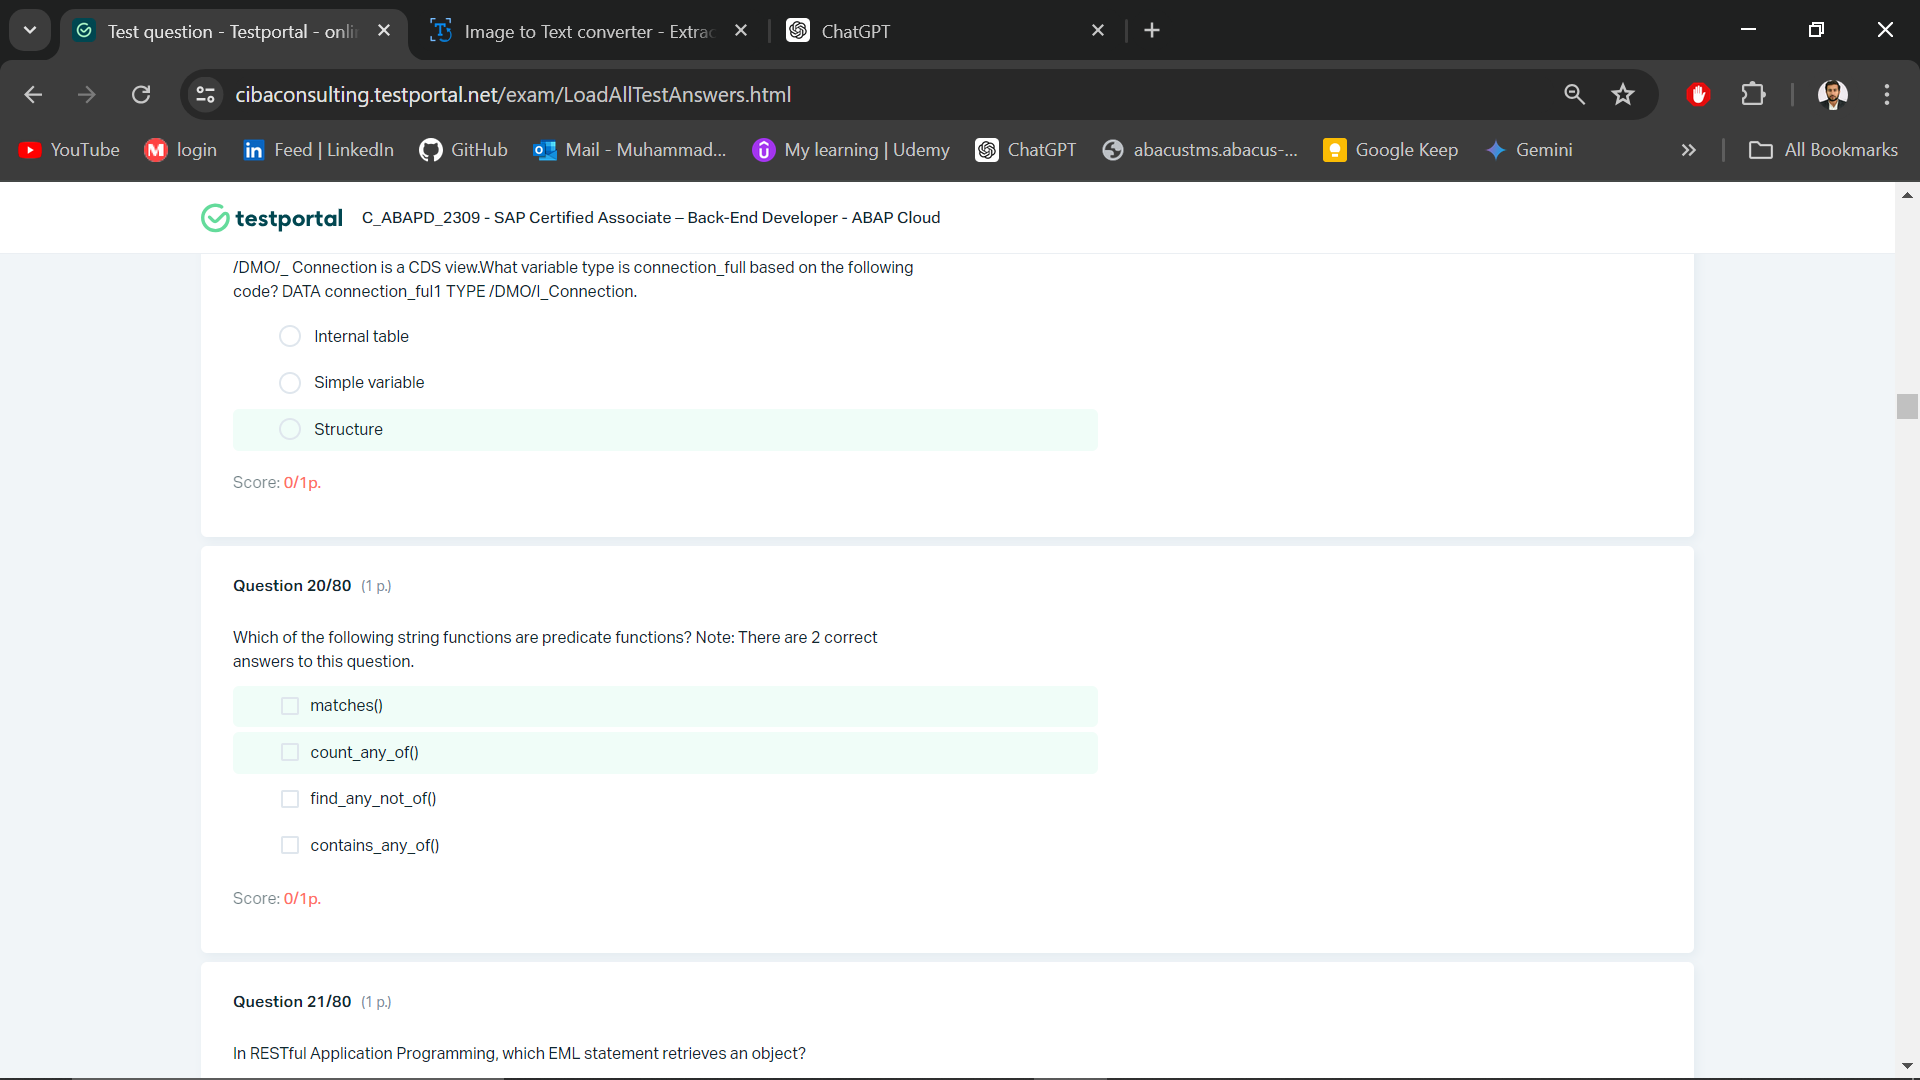 Test question - Testportal - onli
Image to Text converter - Extrac
ChatGPT
cibaconsulting.testportal.net/exam/LoadAllTestAnswers.html
YouTube
login
Feed | LinkedIn
GitHub
Mail - Muhammad...
My learning | Udemy
ChatGPT
abacustms.abacus-...
Google Keep
Gemini
All Bookmarks
testportal
C_ABAPD_2309 - SAP Certified Associate – Back-End Developer - ABAP Cloud
/DMO/_ Connection is a CDS view.What variable type is connection_full based on the following
code? DATA connection_ful1 TYPE /DMO/I_Connection.
Internal table
Simple variable
Structure
Score: 0/1p.
Question 20/80 (1 p.)
Which of the following string functions are predicate functions? Note: There are 2 correct
answers to this question.
matches()
count_any_of()
find_any_not_of()
contains_any_of()
Score: 0/1p.
Question 21/80 (1 p.)
In RESTful Application Programming, which EML statement retrieves an object?